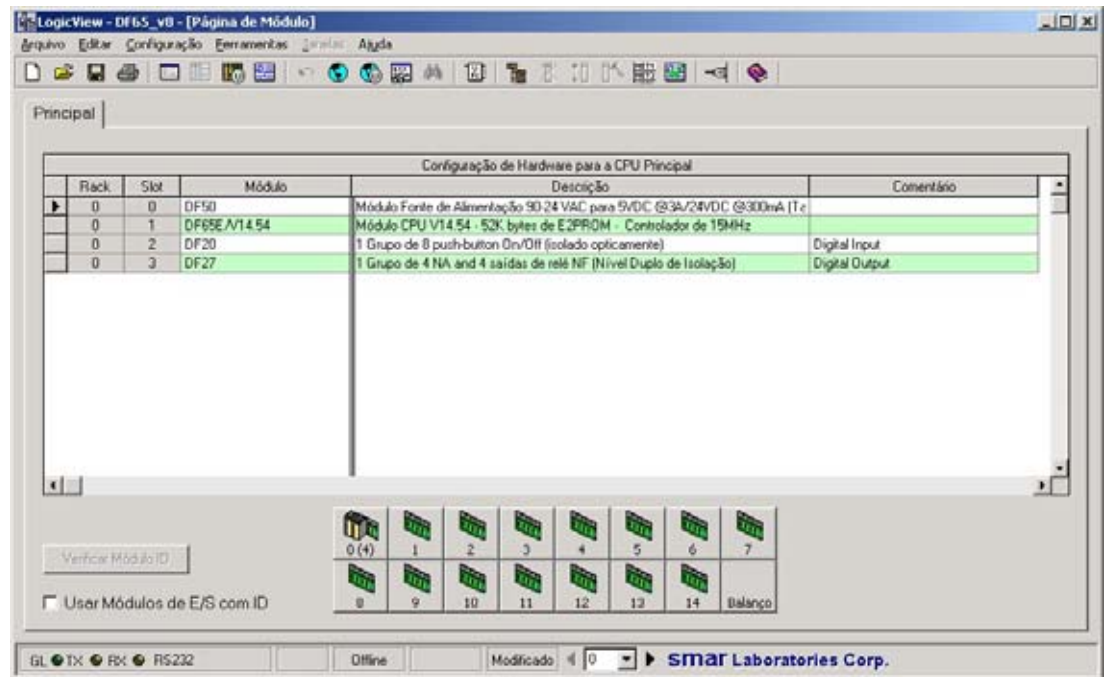 LogicView - DF65_v8 - [Página de Módulo]
Arquivo Editar Configuração Ferramentas Janelas Ajuda
Principal
Configuração de Hardware para a CPU Principal
Rack Slot Módulo Descrição Comentário
0 0 DF50 Módulo Fonte de Alimentação 90-24 VAC para 5VDC @3A/24VDC @300mA (Te
0 1 DF65E/V14.54 Módulo CPU V14.54 - 52K bytes de E2PROM - Controlador de 15MHz
0 2 DF20 1 Grupo de 8 push-button On/Off (isolado opticamente) Digital Input
0 3 DF27 1 Grupo de 4 NA and 4 saídas de relé NF (Nível Duplo de Isolação) Digital Output
0 (4) 1 2 3 4 5 6 7
Verificar Módulo ID
8 9 10 11 12 13 14 Balanço
Usar Módulos de E/S com ID
GL TX RX RS232 Offline Modificado 0 smar Laboratories Corp.